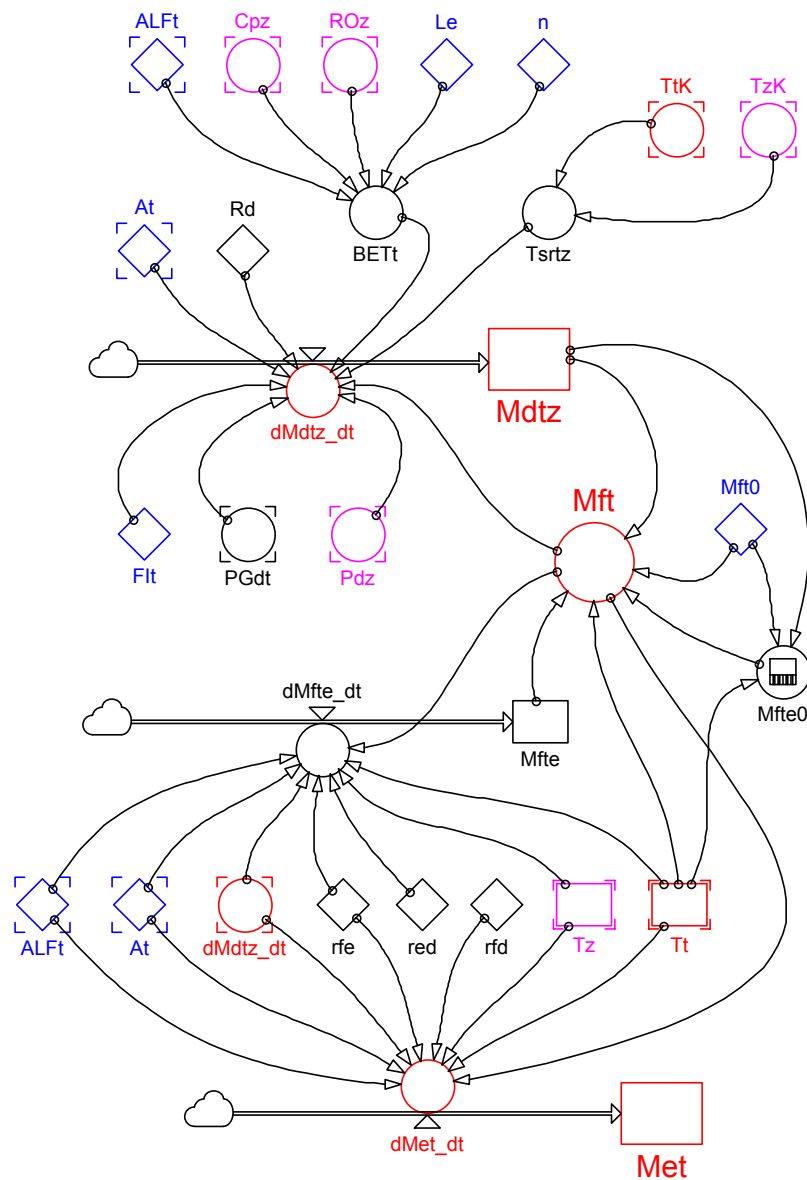 ALFt
Cpz
ROz
Le
n
TtK
TzK
At
Rd
BETt
Tsrtz
Mdtz
dMdtz_dt
Mft
Mft0
FIt
PGdt
Pdz
dMfte_dt
Mfte
Mfte0
ALFt
At
dMdtz_dt
rfe
red
rfd
Tz
Tt
dMet_dt
Met